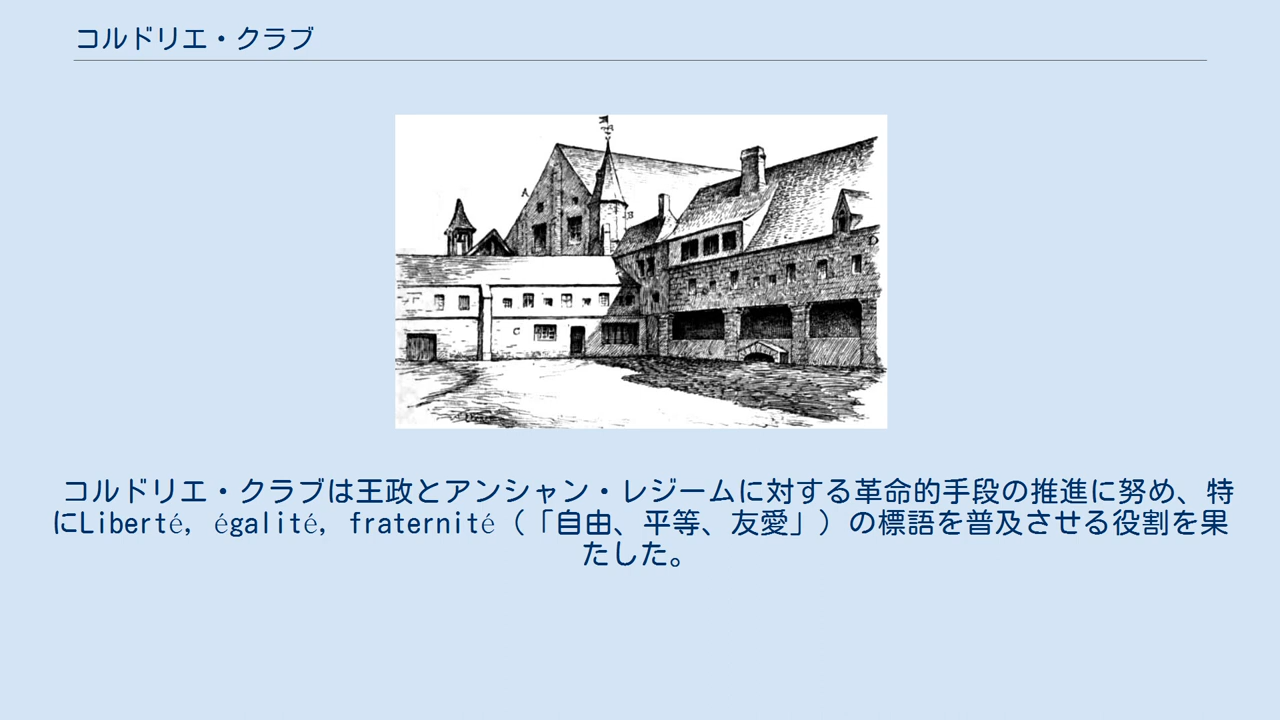 コルドリエ・クラブ
A
B
D
C
コルドリエ・クラブは王政とアンシャン・レジームに対する革命的手段の推進に努め、特
にLiberté, égalité, fraternité（「自由、平等、友愛」）の標語を普及させる役割を果
たした。